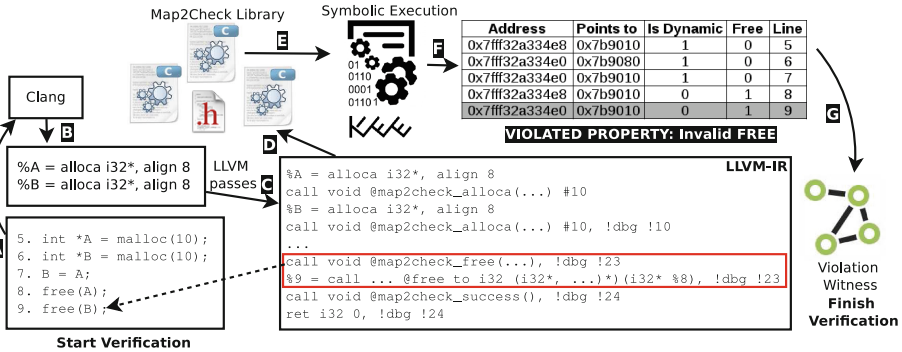 Map2Check Library
Symbolic Execution
E
F
G
Address Points to Is Dynamic Free Line
0x7fff32a334e8 0x7b9010 1 0 5
0x7fff32a334e0 0x7b9080 1 0 6
0x7fff32a334e0 0x7b9010 1 0 7
0x7fff32a334e8 0x7b9010 0 1 8
0x7fff32a334e0 0x7b9010 0 1 9
VIOLATED PROPERTY: Invalid FREE
C
C
C
.h
01
0110
0001
01101
KLEE
Clang
B
%A = alloca i32*, align 8
%B = alloca i32*, align 8
LLVM
passes
C
D
LLVM-IR
%A = alloca i32*, align 8
call void @map2check_alloca(...) #10
%B = alloca i32*, align 8
call void @map2check_alloca(...) #10, !dbg !10
...
call void @map2check_free(...), !dbg !23
%9 = call ... @free to i32 (i32*, ...)*)(i32* %8), !dbg !23
call void @map2check_success(), !dbg !24
ret i32 0, !dbg !24
5. int *A = malloc(10);
6. int *B = malloc(10);
7. B = A;
8. free(A);
9. free(B);
Start Verification
Violation
Witness
Finish
Verification